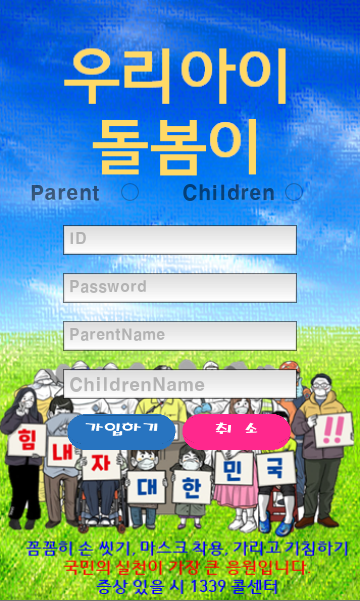 우리아이
돌봄이
Parent Children
ID
Password
ParentName
ChildrenName
가입하기 취 소
힘 내 자 대 한 민 국 !!
꼼꼼히 손 씻기, 마스크 착용, 가리고 기침하기
국민의 실천이 가장 큰 응원입니다.
증상 있을 시 1339 콜센터